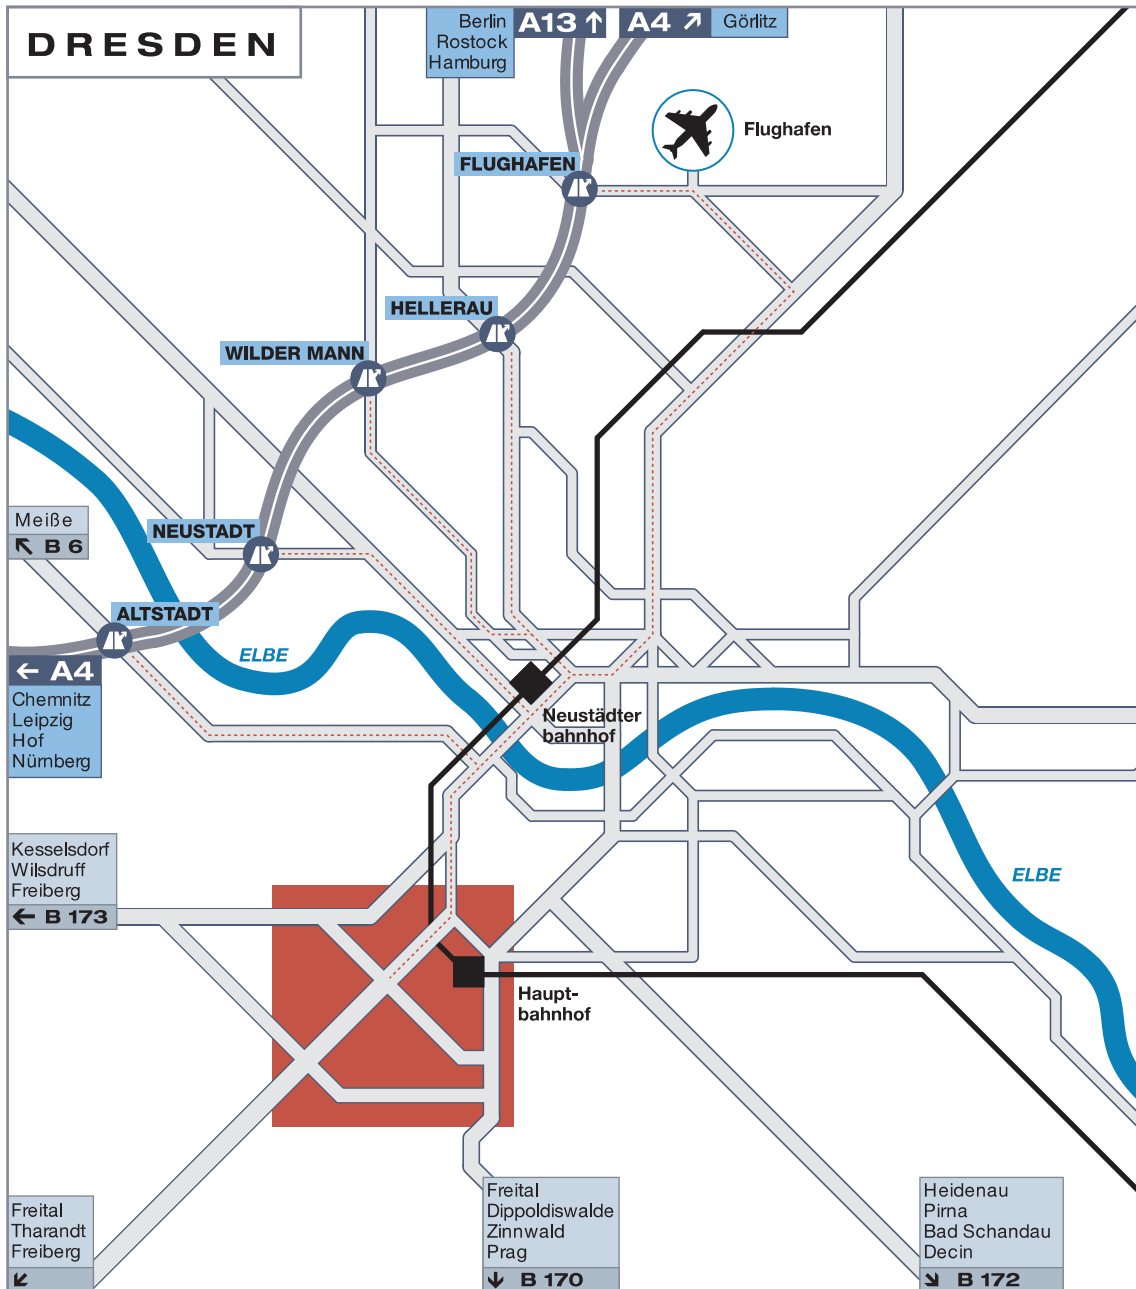 DRESDEN
Berlin
Rostock
Hamburg
A13 ↑
A4 ↗
Görlitz
Flughafen
FLUGHAFEN
HELLERAU
WILDER MANN
NEUSTADT
Meiße
↖ B 6
ALTSTADT
ELBE
← A4
Chemnitz
Leipzig
Hof
Nürnberg
Neustädter
bahnhof
Kesselsdorf
Wilsdruff
Freiberg
← B 173
ELBE
Haupt-
bahnhof
Freital
Tharandt
Freiberg
↙
Freital
Dippoldiswalde
Zinnwald
Prag
↓ B 170
Heidenau
Pirna
Bad Schandau
Decin
↘ B 172